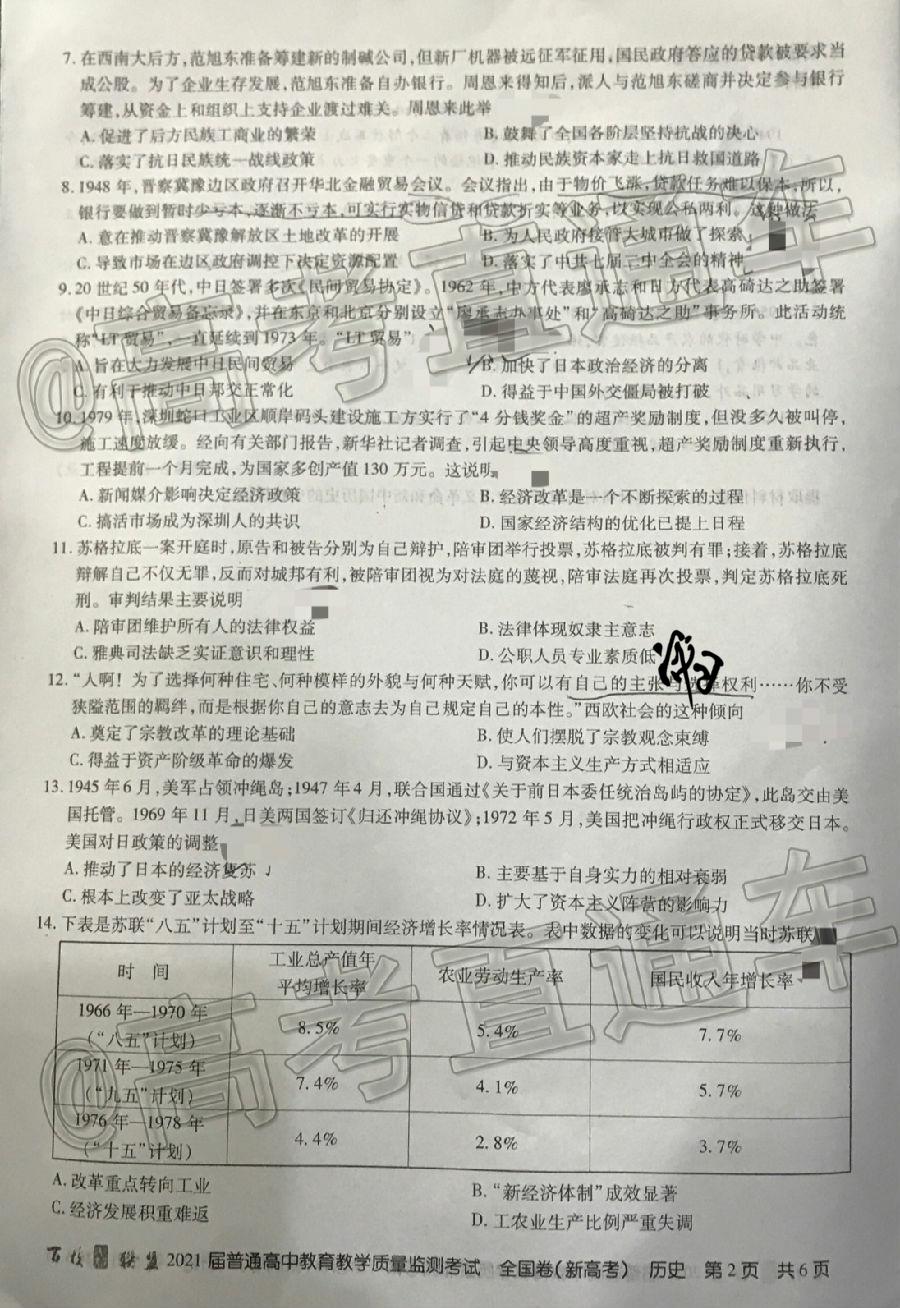 7. 在西南大后方,范旭东准备筹建新的制碱公司,但新厂机器被远征军征用,国民政府答应的贷款被要求当
成公股。为了企业生存发展,范旭东准备自办银行。周恩来得知后,派人与范旭东磋商并决定参与银行
筹建,从资金上和组织上支持企业渡过难关。周恩来此举
A. 促进了后方民族工商业的繁荣 B. 鼓舞了全国各阶层坚持抗战的决心
C. 落实了抗日民族统一战线政策 D. 推动民族资本家走上抗日救国道路
8. 1948 年,晋察冀豫边区政府召开华北金融贸易会议。会议指出,由于物价飞涨,贷款任务难以保本,所以,
银行要做到暂时少亏本,逐渐不亏本,可实行实物信贷和贷款折实等业务,以实现公私两利。这种做法
A. 意在推动晋察冀豫解放区土地改革的开展 B. 为人民政府接管大城市做了探索
C. 导致市场在边区政府调控下决定资源配置 D. 落实了中共七届二中全会的精神
9. 20 世纪 50 年代,中日签署多次《民间贸易协定》。1962 年,中方代表廖承志和日方代表高碕达之助签署
《中日综合贸易备忘录》,并在东京和北京分别设立“廖承志办事处”和“高碕达之助”事务所。此活动统
称“LT 贸易”,一直延续到 1973 年。“LT 贸易”
A. 旨在大力发展中日民间贸易 B. 加快了日本政治经济的分离
C. 有利于推动中日邦交正常化 D. 得益于中国外交僵局被打破
10. 1979 年,深圳蛇口工业区顺岸码头建设施工方实行了“4 分钱奖金”的超产奖励制度,但没多久被叫停,
施工速度放缓。经向有关部门报告,新华社记者调查,引起中央领导高度重视,超产奖励制度重新执行,
工程提前一个月完成,为国家多创产值 130 万元。这说明
A. 新闻媒介影响决定经济政策 B. 经济改革是一个不断探索的过程
C. 搞活市场成为深圳人的共识 D. 国家经济结构的优化已提上日程
11. 苏格拉底一案开庭时,原告和被告分别为自己辩护,陪审团举行投票,苏格拉底被判有罪;接着,苏格拉底
辩解自己不仅无罪,反而对城邦有利,被陪审团视为对法庭的蔑视,陪审法庭再次投票,判定苏格拉底死
刑。审判结果主要说明
A. 陪审团维护所有人的法律权益 B. 法律体现奴隶主意志
C. 雅典司法缺乏实证意识和理性 D. 公职人员专业素质低
12. “人啊!为了选择何种住宅、何种模样的外貌与何种天赋,你可以有自己的主张与选择权利……你不受
狭隘范围的羁绊,而是根据你自己的意志去为自己规定自己的本性。”西欧社会的这种倾向
A. 奠定了宗教改革的理论基础 B. 使人们摆脱了宗教观念束缚
C. 得益于资产阶级革命的爆发 D. 与资本主义生产方式相适应
13. 1945 年 6 月,美军占领冲绳岛;1947 年 4 月,联合国通过《关于前日本委任统治岛屿的协定》,此岛交由美
国托管。1969 年 11 月,日美两国签订《归还冲绳协议》;1972 年 5 月,美国把冲绳行政权正式移交日本。
美国对日政策的调整
A. 推动了日本的经济复苏 B. 主要基于自身实力的相对衰弱
C. 根本上改变了亚太战略 D. 扩大了资本主义阵营的影响力
14. 下表是苏联“八五”计划至“十五”计划期间经济增长率情况表。表中数据的变化可以说明当时苏联
时 间 工业总产值年 农业劳动生产率 国民收入年增长率
平均增长率
1966 年—1970 年
(“八五”计划) 8.5% 5.4% 7.7%
1971 年—1975 年
(“九五”计划) 7.4% 4.1% 5.7%
1976 年—1978 年
(“十五”计划) 4.4% 2.8% 3.7%
A. 改革重点转向工业 B. “新经济体制”成效显著
C. 经济发展积重难返 D. 工农业生产比例严重失调
百校联盟 2021 届普通高中教育教学质量监测考试 全国卷(新高考) 历史 第 2 页 共 6 页
@高考直通车
@高考直通车